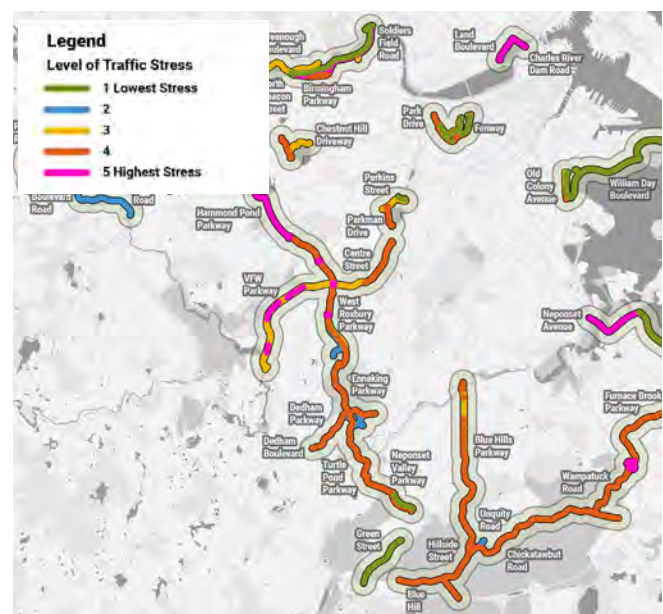 Legend
Level of Traffic Stress
1 Lowest Stress
2
3
4
5 Highest Stress
Soldiers
Field
Road
Birmingham
Parkway
Land
Boulevard
Charles River
Dam Road
Park
Drive
Fenway
Chestnut Hill
Driveway
Boulevard
Road
Road
Hammond Pond
Parkway
Perkins
Street
Parkman
Drive
Centre
Street
Old
Colony
Avenue
William Day
Boulevard
VFW
Parkway
West
Roxbury
Parkway
Neponset
Avenue
Enneking
Parkway
Dedham
Parkway
Dedham
Boulevard
Turtle
Pond
Parkway
Neponset
Valley
Parkway
Blue Hills
Parkway
Furnace Brook
Parkway
Wampatuck
Road
Unquity
Road
Green
Street
Hillside
Street
Chickatawbut
Road
Blue
Hill